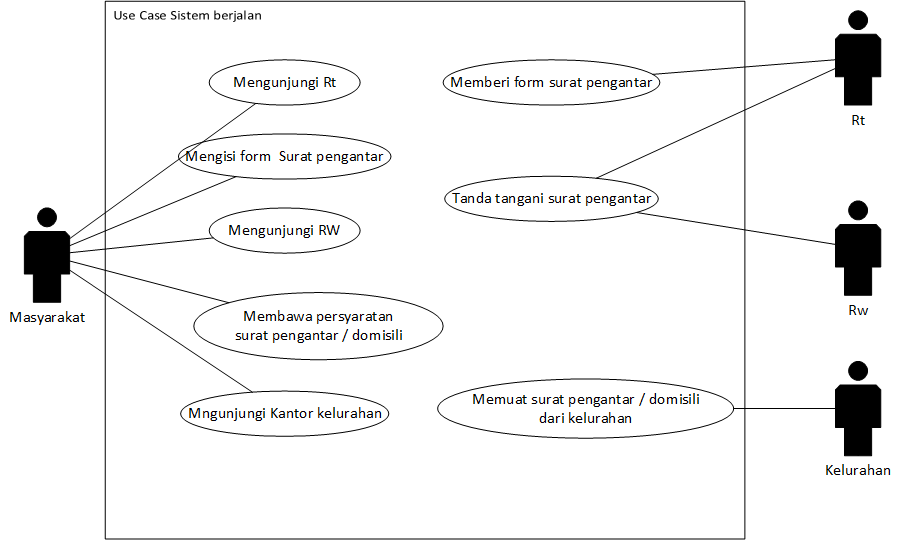 Use Case Sistem berjalan
Mengunjungi Rt
Memberi form surat pengantar
Rt
Mengisi form Surat pengantar
Tanda tangani surat pengantar
Mengunjungi RW
Rw
Masyarakat
Membawa persyaratan
surat pengantar / domisili
Mngunjungi Kantor kelurahan
Memuat surat pengantar / domisili
dari kelurahan
Kelurahan